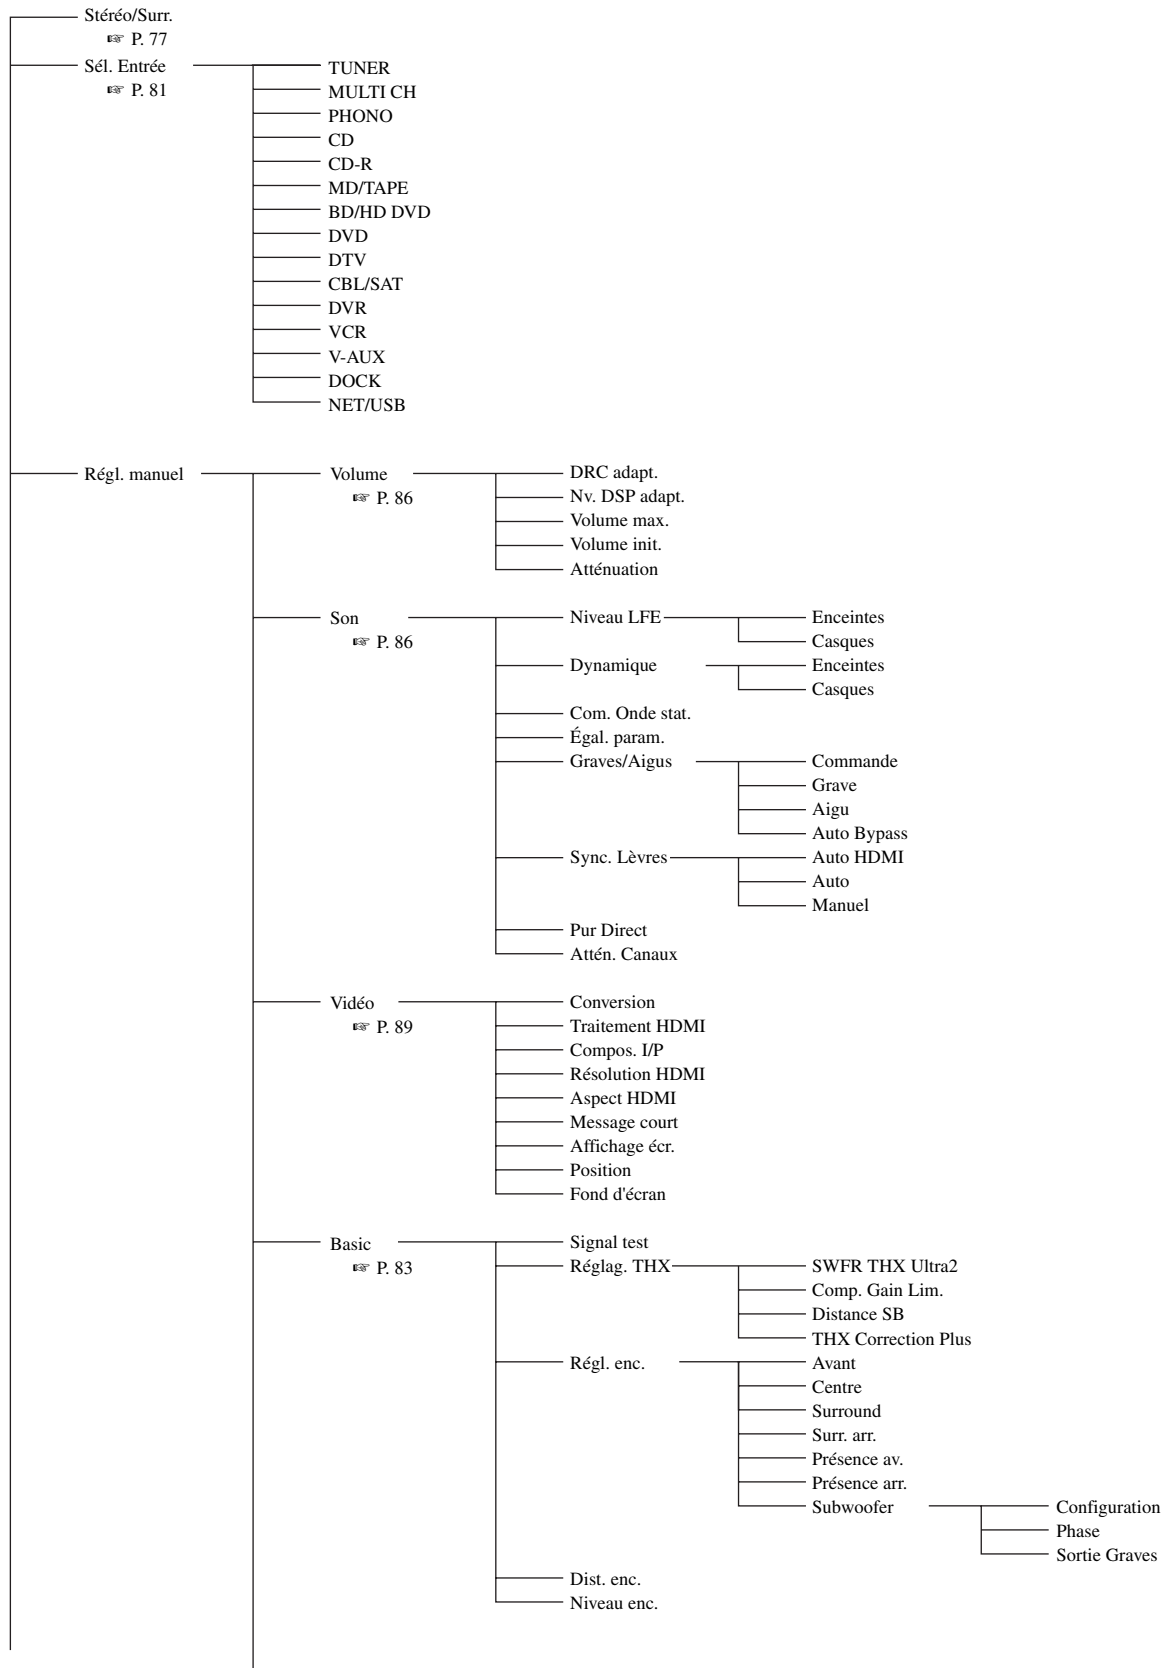 Stéréo/Surr.
☞ P. 77
Sél. Entrée
☞ P. 81
TUNER
MULTI CH
PHONO
CD
CD-R
MD/TAPE
BD/HD DVD
DVD
DTV
CBL/SAT
DVR
VCR
V-AUX
DOCK
NET/USB
Régl. manuel
Volume
☞ P. 86
DRC adapt.
Nv. DSP adapt.
Volume max.
Volume init.
Atténuation
Son
☞ P. 86
Niveau LFE
Enceintes
Casques
Dynamique
Enceintes
Casques
Com. Onde stat.
Égal. param.
Graves/Aigus
Commande
Grave
Aigu
Auto Bypass
Sync. Lèvres
Auto HDMI
Auto
Manuel
Pur Direct
Attén. Canaux
Vidéo
☞ P. 89
Conversion
Traitement HDMI
Compos. I/P
Résolution HDMI
Aspect HDMI
Message court
Affichage écr.
Position
Fond d'écran
Basic
☞ P. 83
Signal test
Réglag. THX
SWFR THX Ultra2
Comp. Gain Lim.
Distance SB
THX Correction Plus
Régl. enc.
Avant
Centre
Surround
Surr. arr.
Présence av.
Présence arr.
Subwoofer
Configuration
Phase
Sortie Graves
Dist. enc.
Niveau enc.